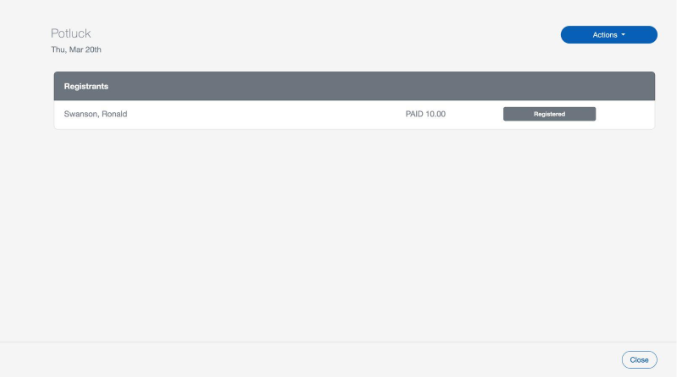 Potluck
Actions
Thu, Mar 20th
Registrants
Swanson, Ronald PAID 10.00 Registered
Close